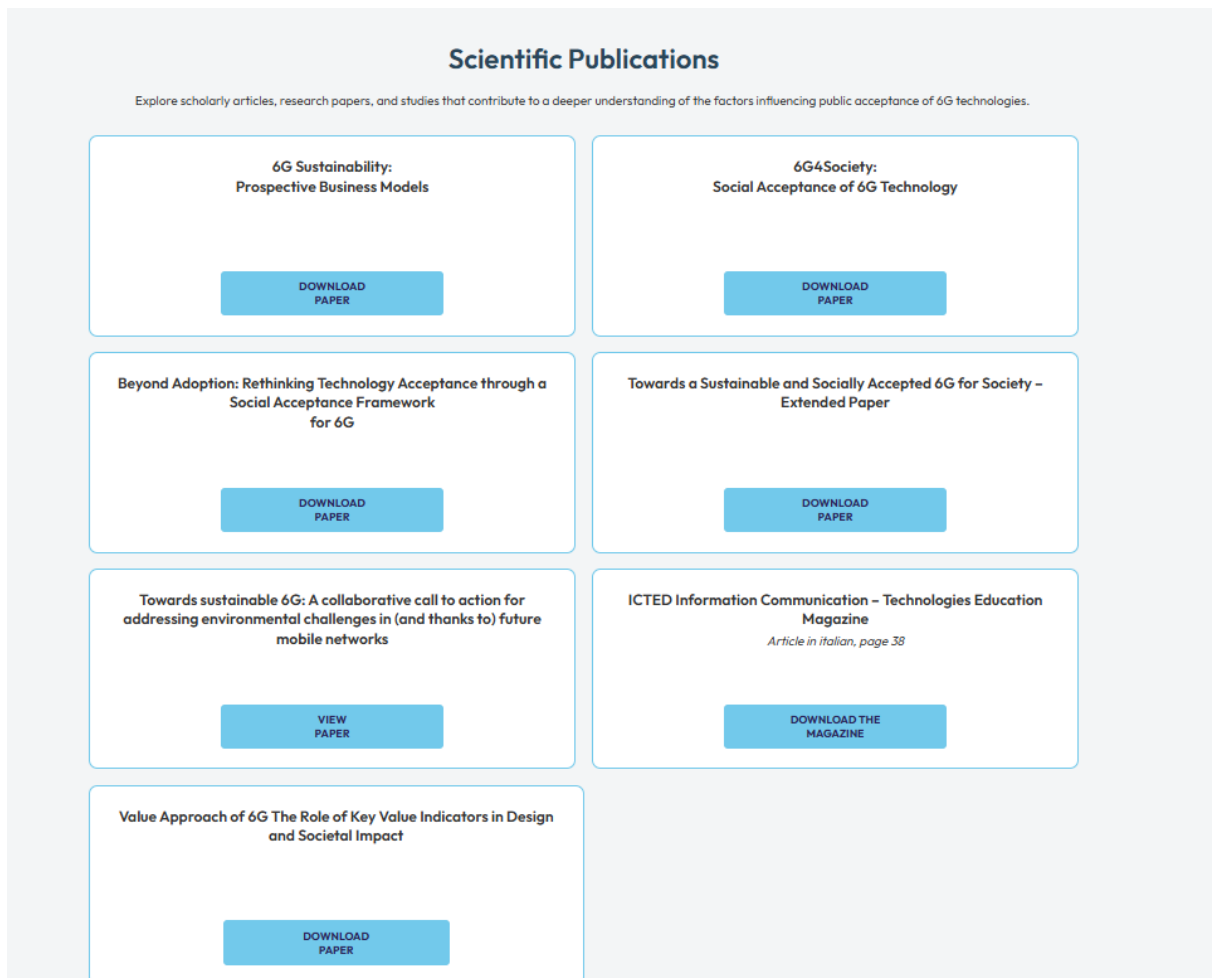 Scientific Publications
Explore scholarly articles, research papers, and studies that contribute to a deeper understanding of the factors influencing public acceptance of 6G technologies.
6G Sustainability:
Prospective Business Models
DOWNLOAD
PAPER
6G4Society:
Social Acceptance of 6G Technology
DOWNLOAD
PAPER
Beyond Adoption: Rethinking Technology Acceptance through a
Social Acceptance Framework
for 6G
DOWNLOAD
PAPER
Towards a Sustainable and Socially Accepted 6G for Society –
Extended Paper
DOWNLOAD
PAPER
Towards sustainable 6G: A collaborative call to action for
addressing environmental challenges in (and thanks to) future
mobile networks
VIEW
PAPER
ICTED Information Communication – Technologies Education
Magazine
Article in italian, page 38
DOWNLOAD THE
MAGAZINE
Value Approach of 6G The Role of Key Value Indicators in Design
and Societal Impact
DOWNLOAD
PAPER